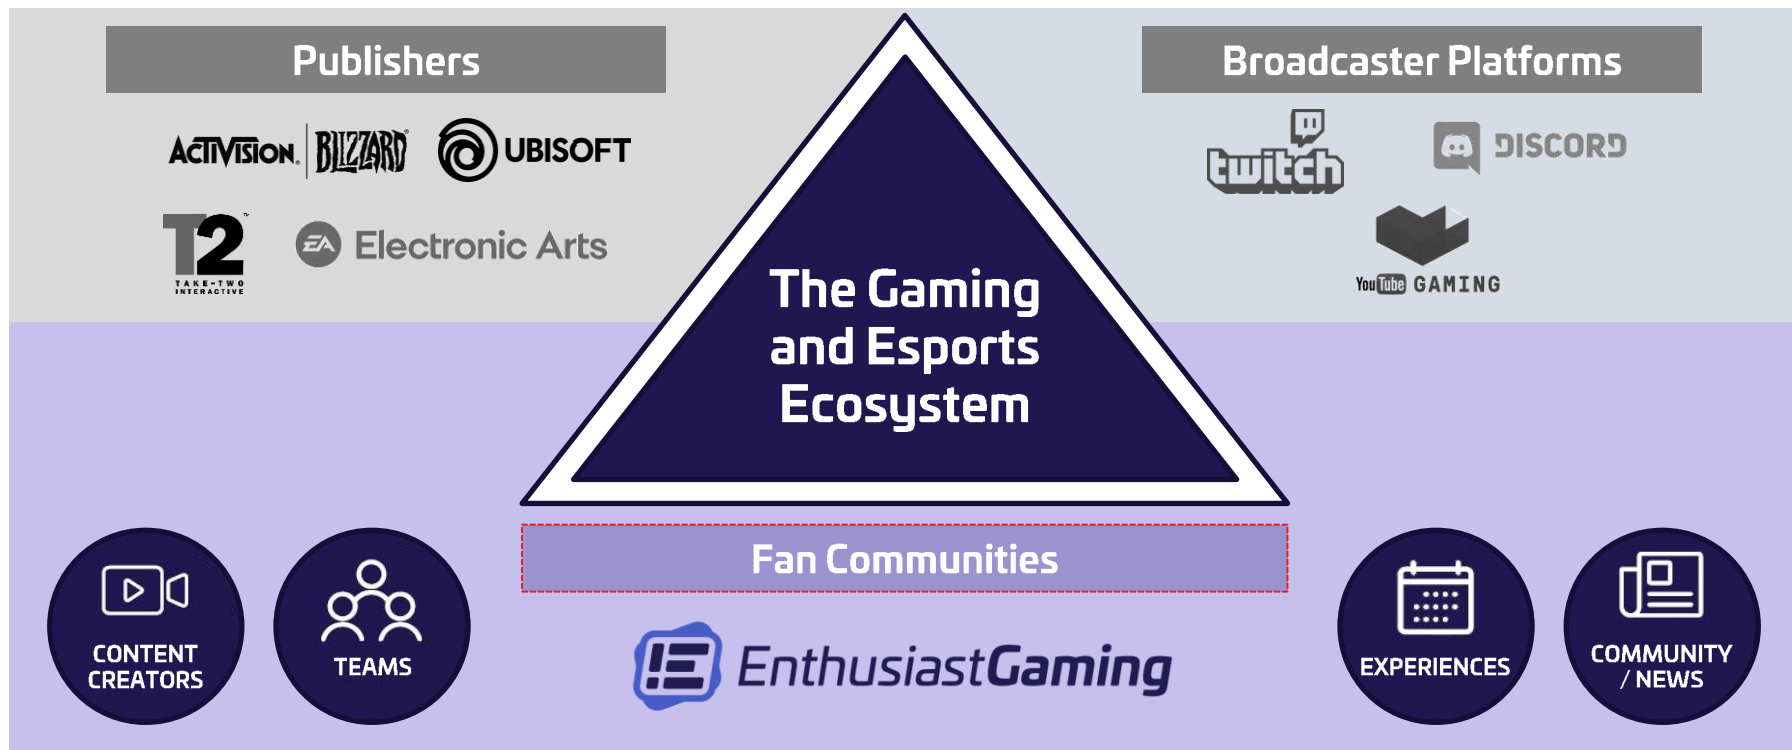 Publishers
ACTIVISION. BLIZZARD
UBISOFT
T2
TAKE-TWO
INTERACTIVE
EA Electronic Arts
Broadcaster Platforms
twitch
DISCORD
YouTube GAMING
The Gaming
and Esports
Ecosystem
Fan Communities
CONTENT
CREATORS
TEAMS
EnthusiastGaming
EXPERIENCES
COMMUNITY
/ NEWS